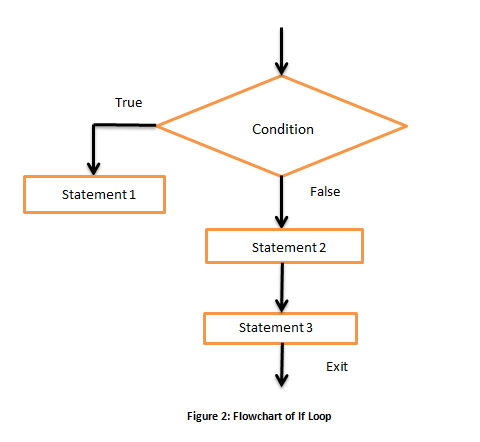 True
Condition
Statement 1
False
Statement 2
Statement 3
Exit
Figure 2: Flowchart of If Loop